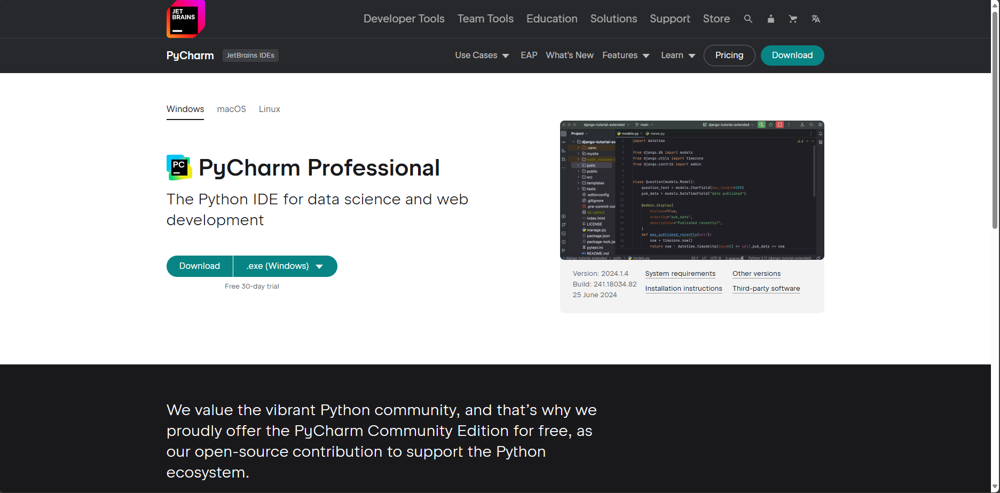 JET
BRAINS
Developer Tools Team Tools Education Solutions Support Store
PyCharm JetBrains IDEs
Use Cases EAP What's New Features Learn Pricing Download
Windows macOS Linux
PC PyCharm Professional
The Python IDE for data science and web
development
Download .exe (Windows)
Free 30-day trial
django-tutorial-extended main django-tutorial-extended
Project models.py views.py
django-tutorial-ex
.venv
mysite
node_modules
polls
public
src
templates
tests
.editorconfig
.gitignore
.pre-commit-con
db.sqlite3
index.html
LICENSE
manage.py
package.json
package-lock.jso
pytest.ini
README.md
import datetime
from django.db import models
from django.utils import timezone
from django.contrib import admin
class Question(models.Model):
question_text = models.CharField(max_length=200)
pub_date = models.DateTimeField("date published")
@admin.display(
boolean=True,
ordering="pub_date",
description="Published recently?",
)
def was_published_recently(self):
now = timezone.now()
return now - datetime.timedelta(days=1) <= self.pub_date <= now
django-tutorial-extended polls models.py 32:1 LF UTF-8 4 spaces Python 3.11 (django-tutorial-extended)
Version: 2024.1.4
Build: 241.18034.82
25 June 2024
System requirements
Installation instructions
Other versions
Third-party software
We value the vibrant Python community, and that’s why we
proudly offer the PyCharm Community Edition for free, as
our open-source contribution to support the Python
ecosystem.